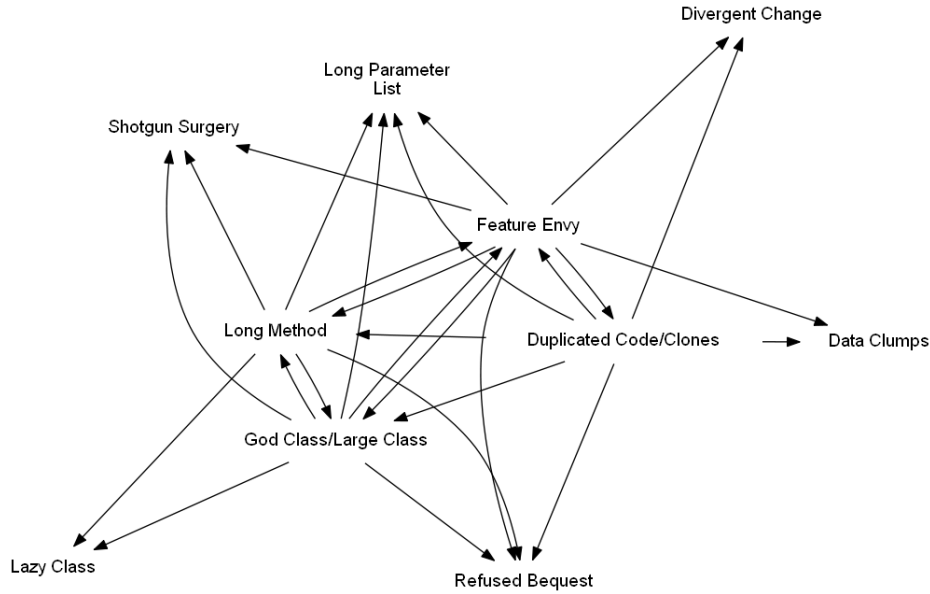 Divergent Change
Long Parameter
List
Shotgun Surgery
Feature Envy
Long Method
Duplicated Code/Clones
Data Clumps
God Class/Large Class
Lazy Class
Refused Bequest